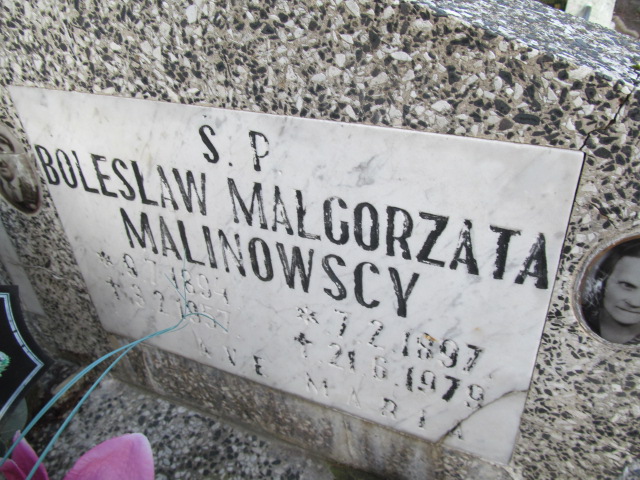 S. P.
BOLESŁAW MAŁGORZATA
MALINOWSCY
* 7 2.1897
† 21 6.1979
AVE MARIA